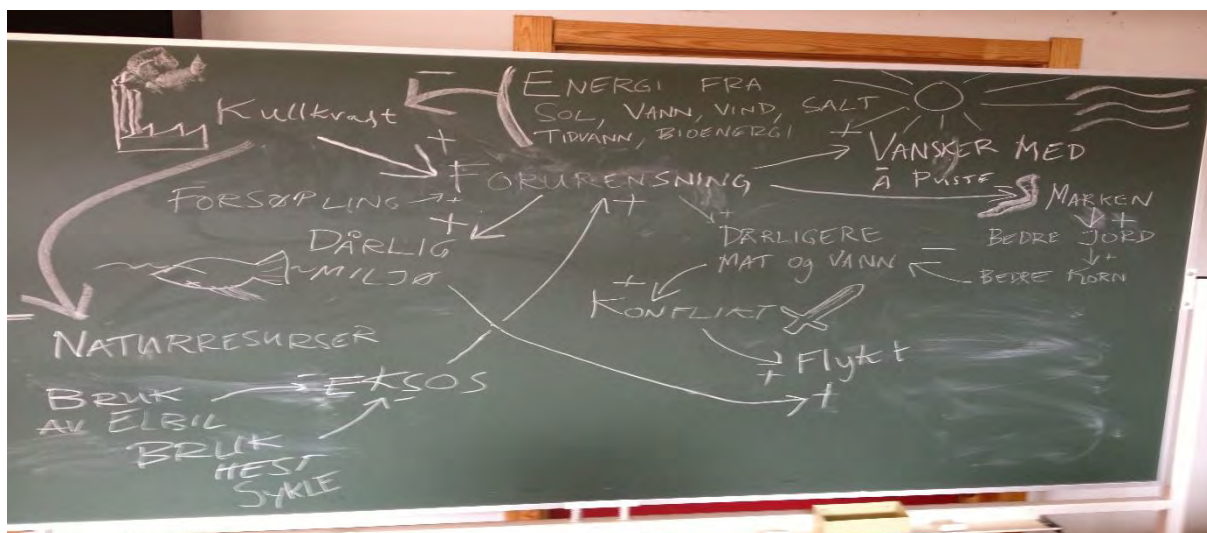 ENERGI FRA
SOL, VANN, VIND, SALT
TIDVANN, BIOENERGI
–
Kullkraft
+
+
VANSKER MED
Å PUSTE
FORURENSNING
FORSØPLING
+
+
+
MARKEN
+
DÅRLIG
MILJØ
+
+
DÅRLIGERE
MAT og VANN
–
BEDRE JORD
+
BEDRE KORN
+
KONFLIKT
–
NATURRESURSER
+
Flykt
+
BRUK
AV ELBIL
–
EKSOS
–
BRUK
HEST
SYKLE